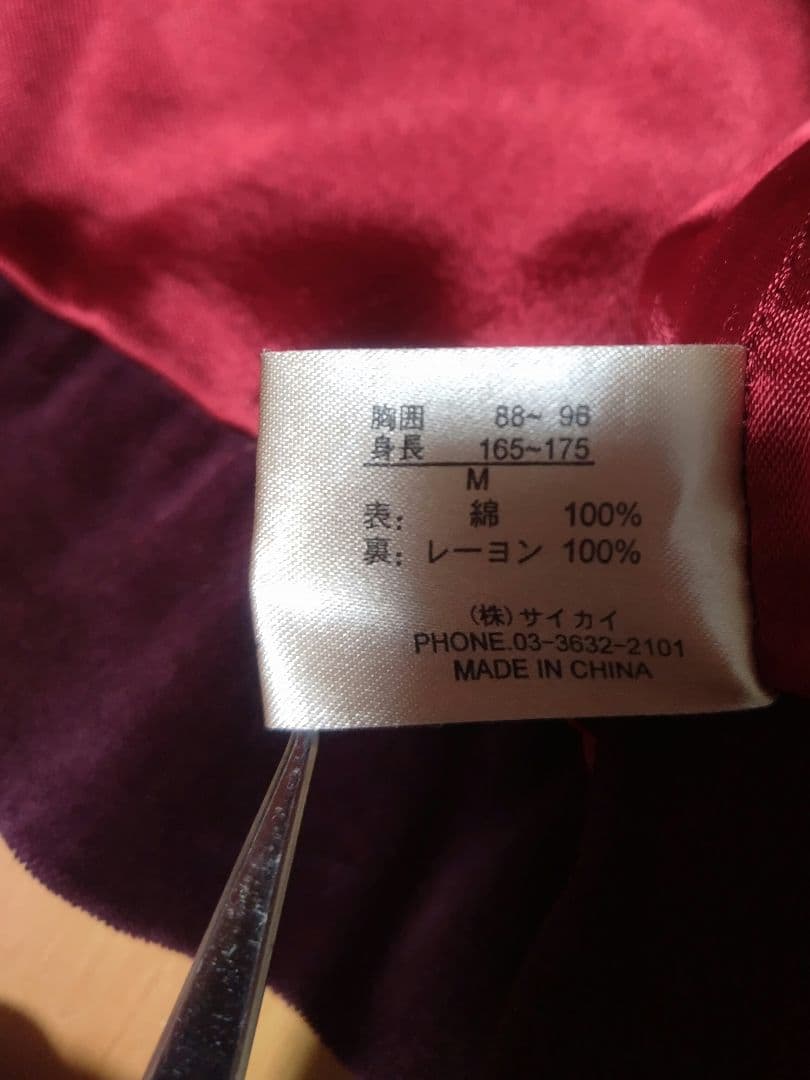 胸囲 88~ 96
身長 165~175
M
表: 綿 100%
裏: レーヨン 100%
(株)サイカイ
PHONE.03-3632-2101
MADE IN CHINA